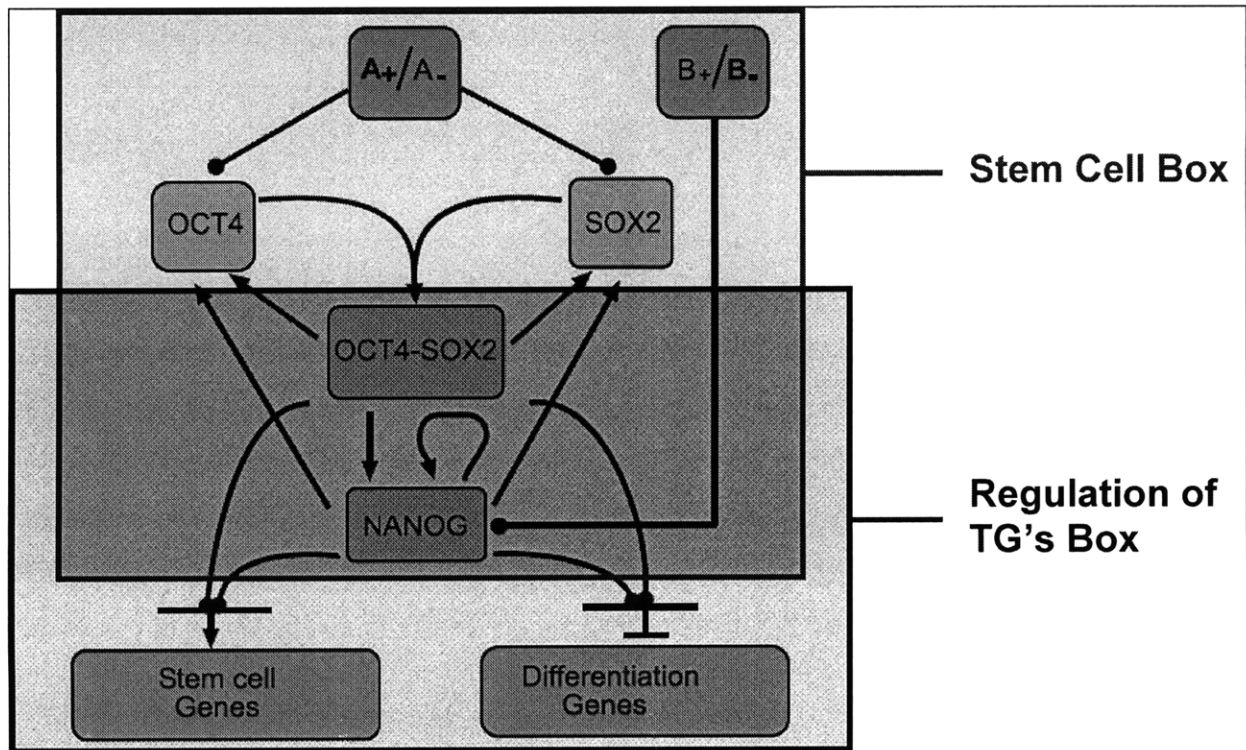 A+/A-
B+/B-
Stem Cell Box
OCT4
SOX2
OCT4-SOX2
NANOG
Regulation of
TG's Box
Stem cell
Genes
Differentiation
Genes